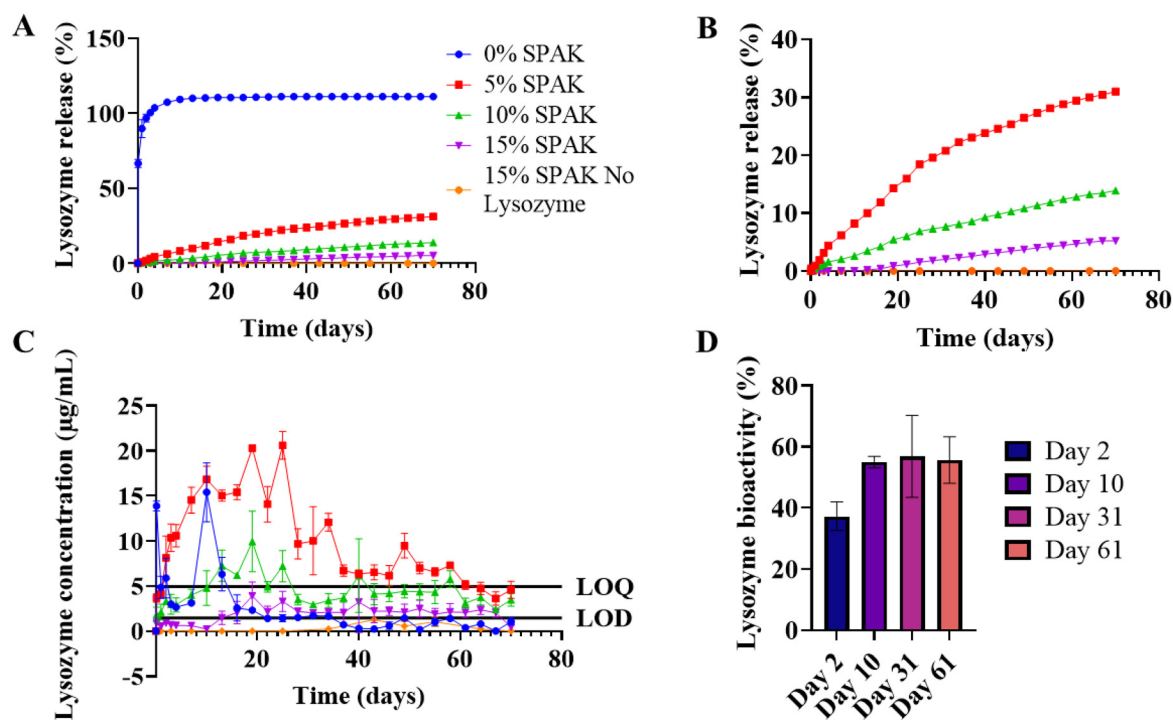 A
Lysozyme release (%)
150
100
50
0
0
20
40
60
80
Time (days)
0% SPAK
5% SPAK
10% SPAK
15% SPAK
15% SPAK No
Lysozyme
B
Lysozyme release (%)
40
30
20
10
0
0
20
40
60
80
Time (days)
C
Lysozyme concentration (µg/mL)
25
20
15
10
5
0
-5
20
40
60
80
LOQ
LOD
Time (days)
D
Lysozyme bioactivity (%)
80
60
40
20
0
Day 2
Day 10
Day 31
Day 61
Day 2
Day 10
Day 31
Day 61